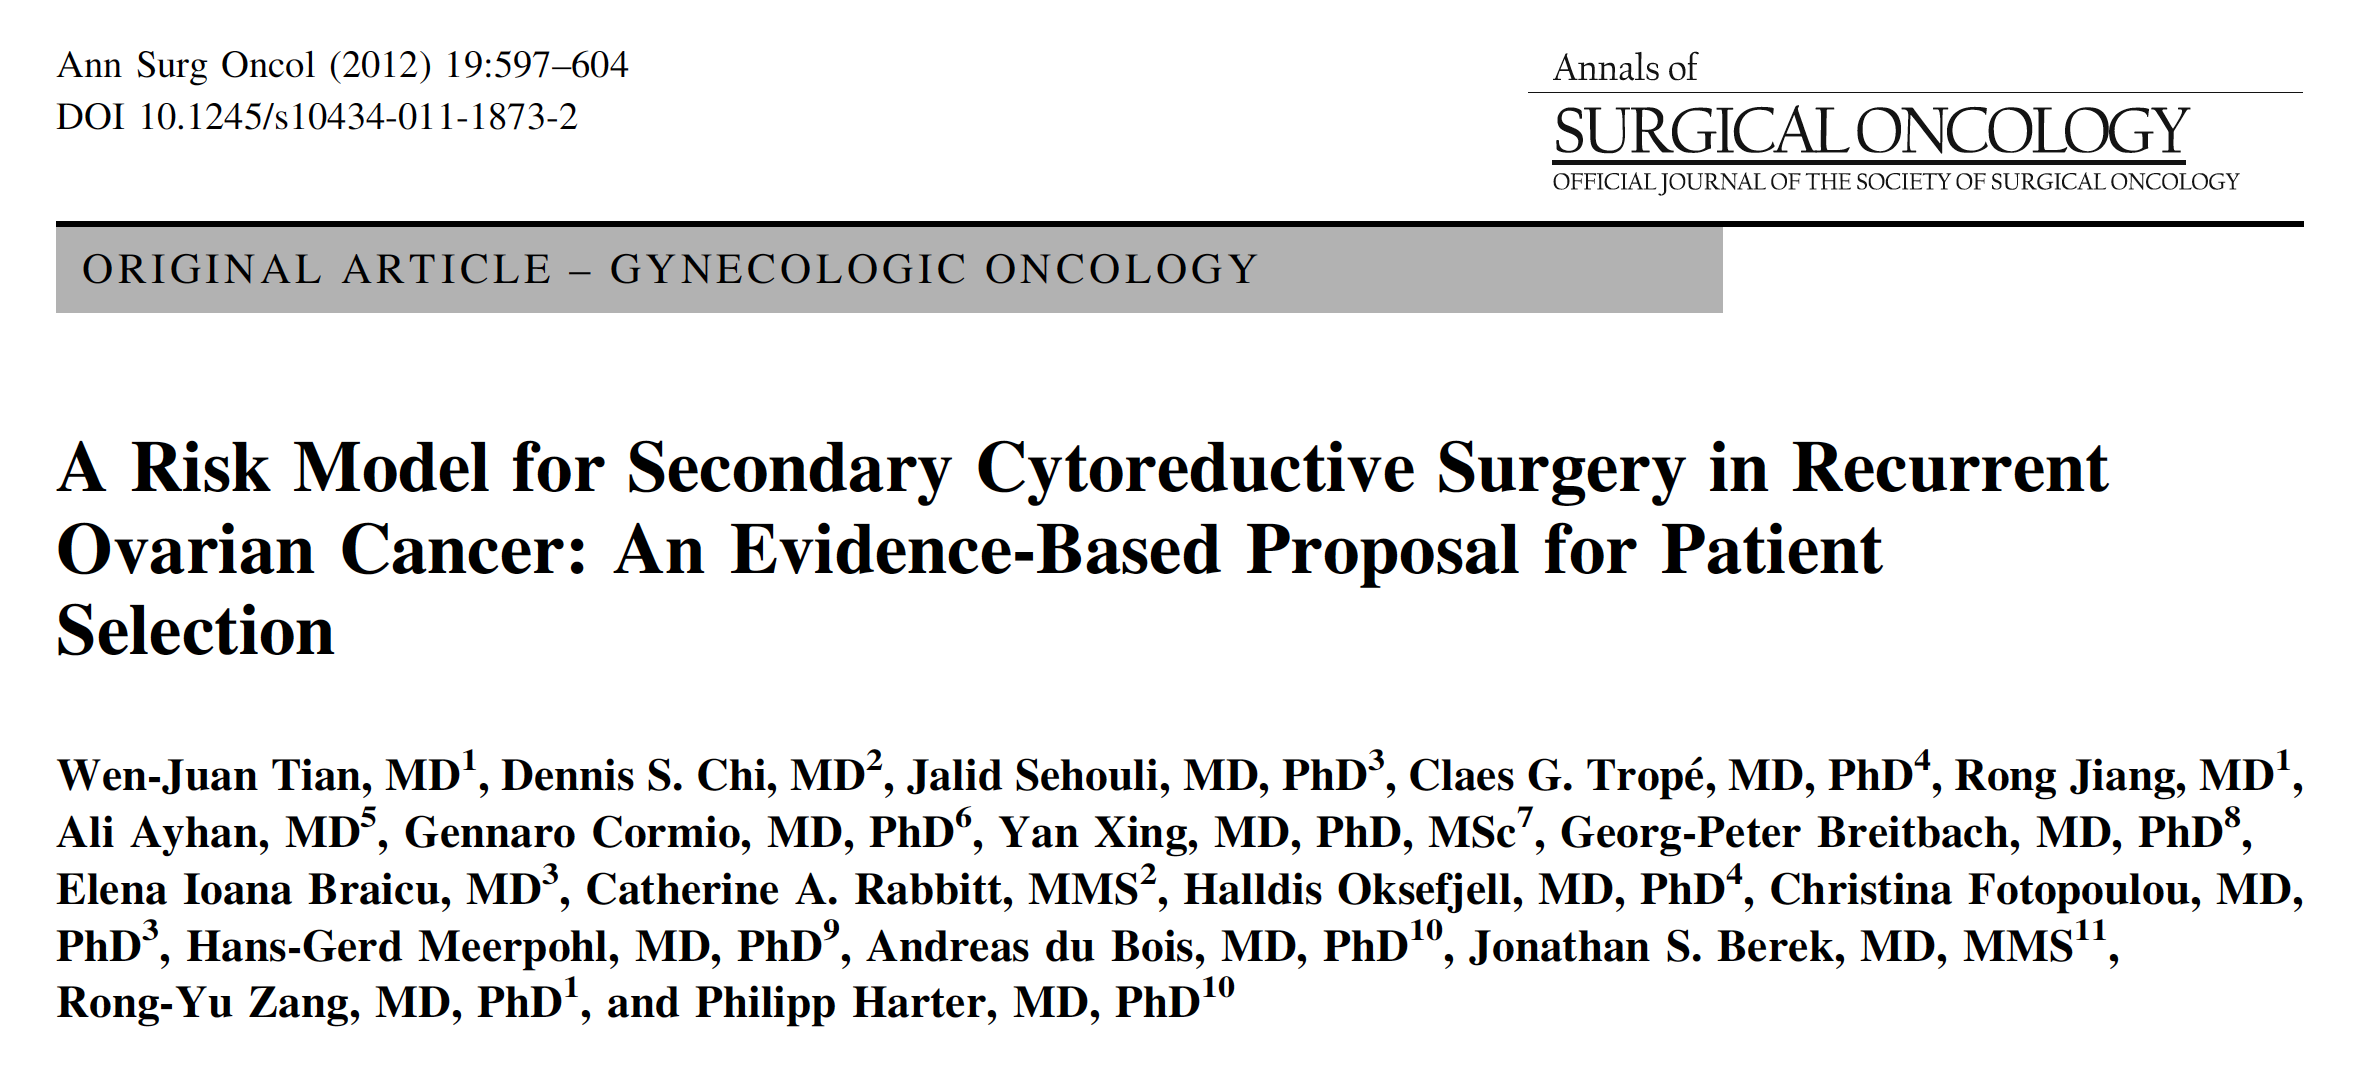 Ann Surg Oncol (2012) 19:597–604
DOI 10.1245/s10434-011-1873-2
Annals of
SURGICAL ONCOLOGY
OFFICIAL JOURNAL OF THE SOCIETY OF SURGICAL ONCOLOGY
ORIGINAL ARTICLE – GYNECOLOGIC ONCOLOGY
A Risk Model for Secondary Cytoreductive Surgery in Recurrent
Ovarian Cancer: An Evidence-Based Proposal for Patient
Selection
Wen-Juan Tian, MD1, Dennis S. Chi, MD2, Jalid Sehouli, MD, PhD3, Claes G. Tropé, MD, PhD4, Rong Jiang, MD1,
Ali Ayhan, MD5, Gennaro Cormio, MD, PhD6, Yan Xing, MD, PhD, MSc7, Georg-Peter Breitbach, MD, PhD8,
Elena Ioana Braicu, MD3, Catherine A. Rabbitt, MMS2, Halldis Oksefjell, MD, PhD4, Christina Fotopoulou, MD,
PhD3, Hans-Gerd Meerpohl, MD, PhD9, Andreas du Bois, MD, PhD10, Jonathan S. Berek, MD, MMS11,
Rong-Yu Zang, MD, PhD1, and Philipp Harter, MD, PhD10